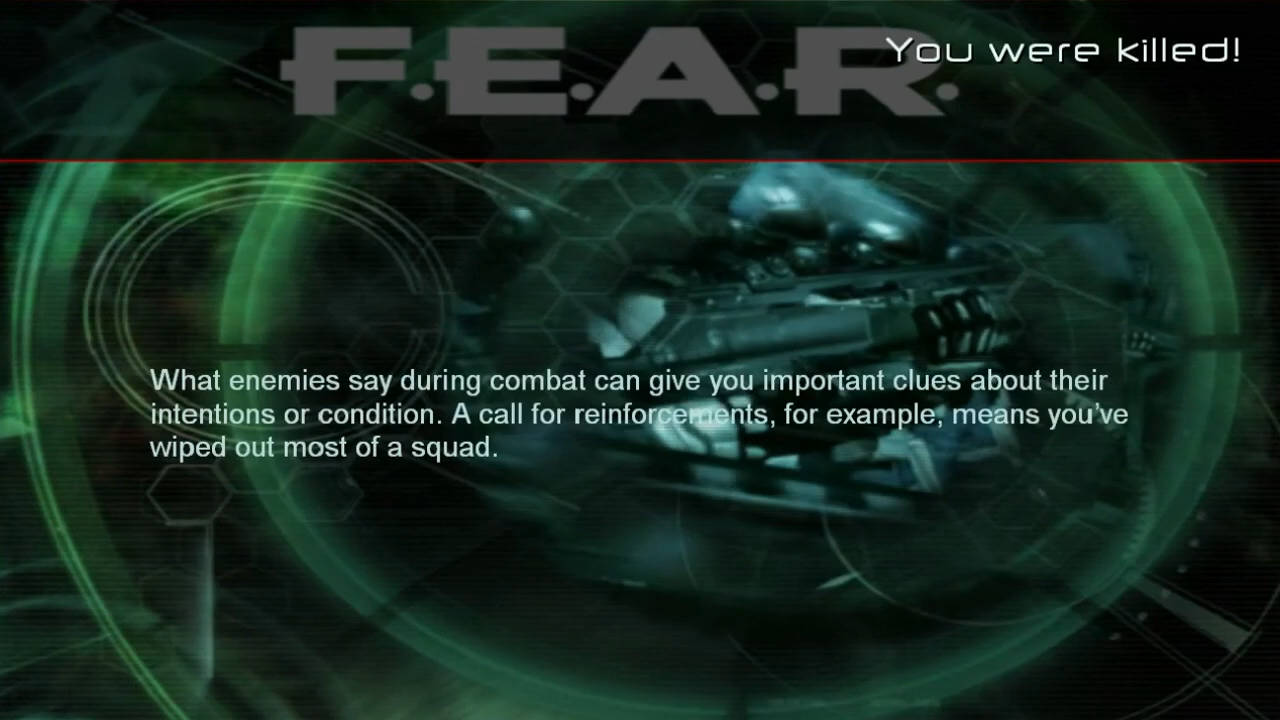 F.E.A.R.
You were killed!
What enemies say during combat can give you important clues about their
intentions or condition. A call for reinforcements, for example, means you've
wiped out most of a squad.